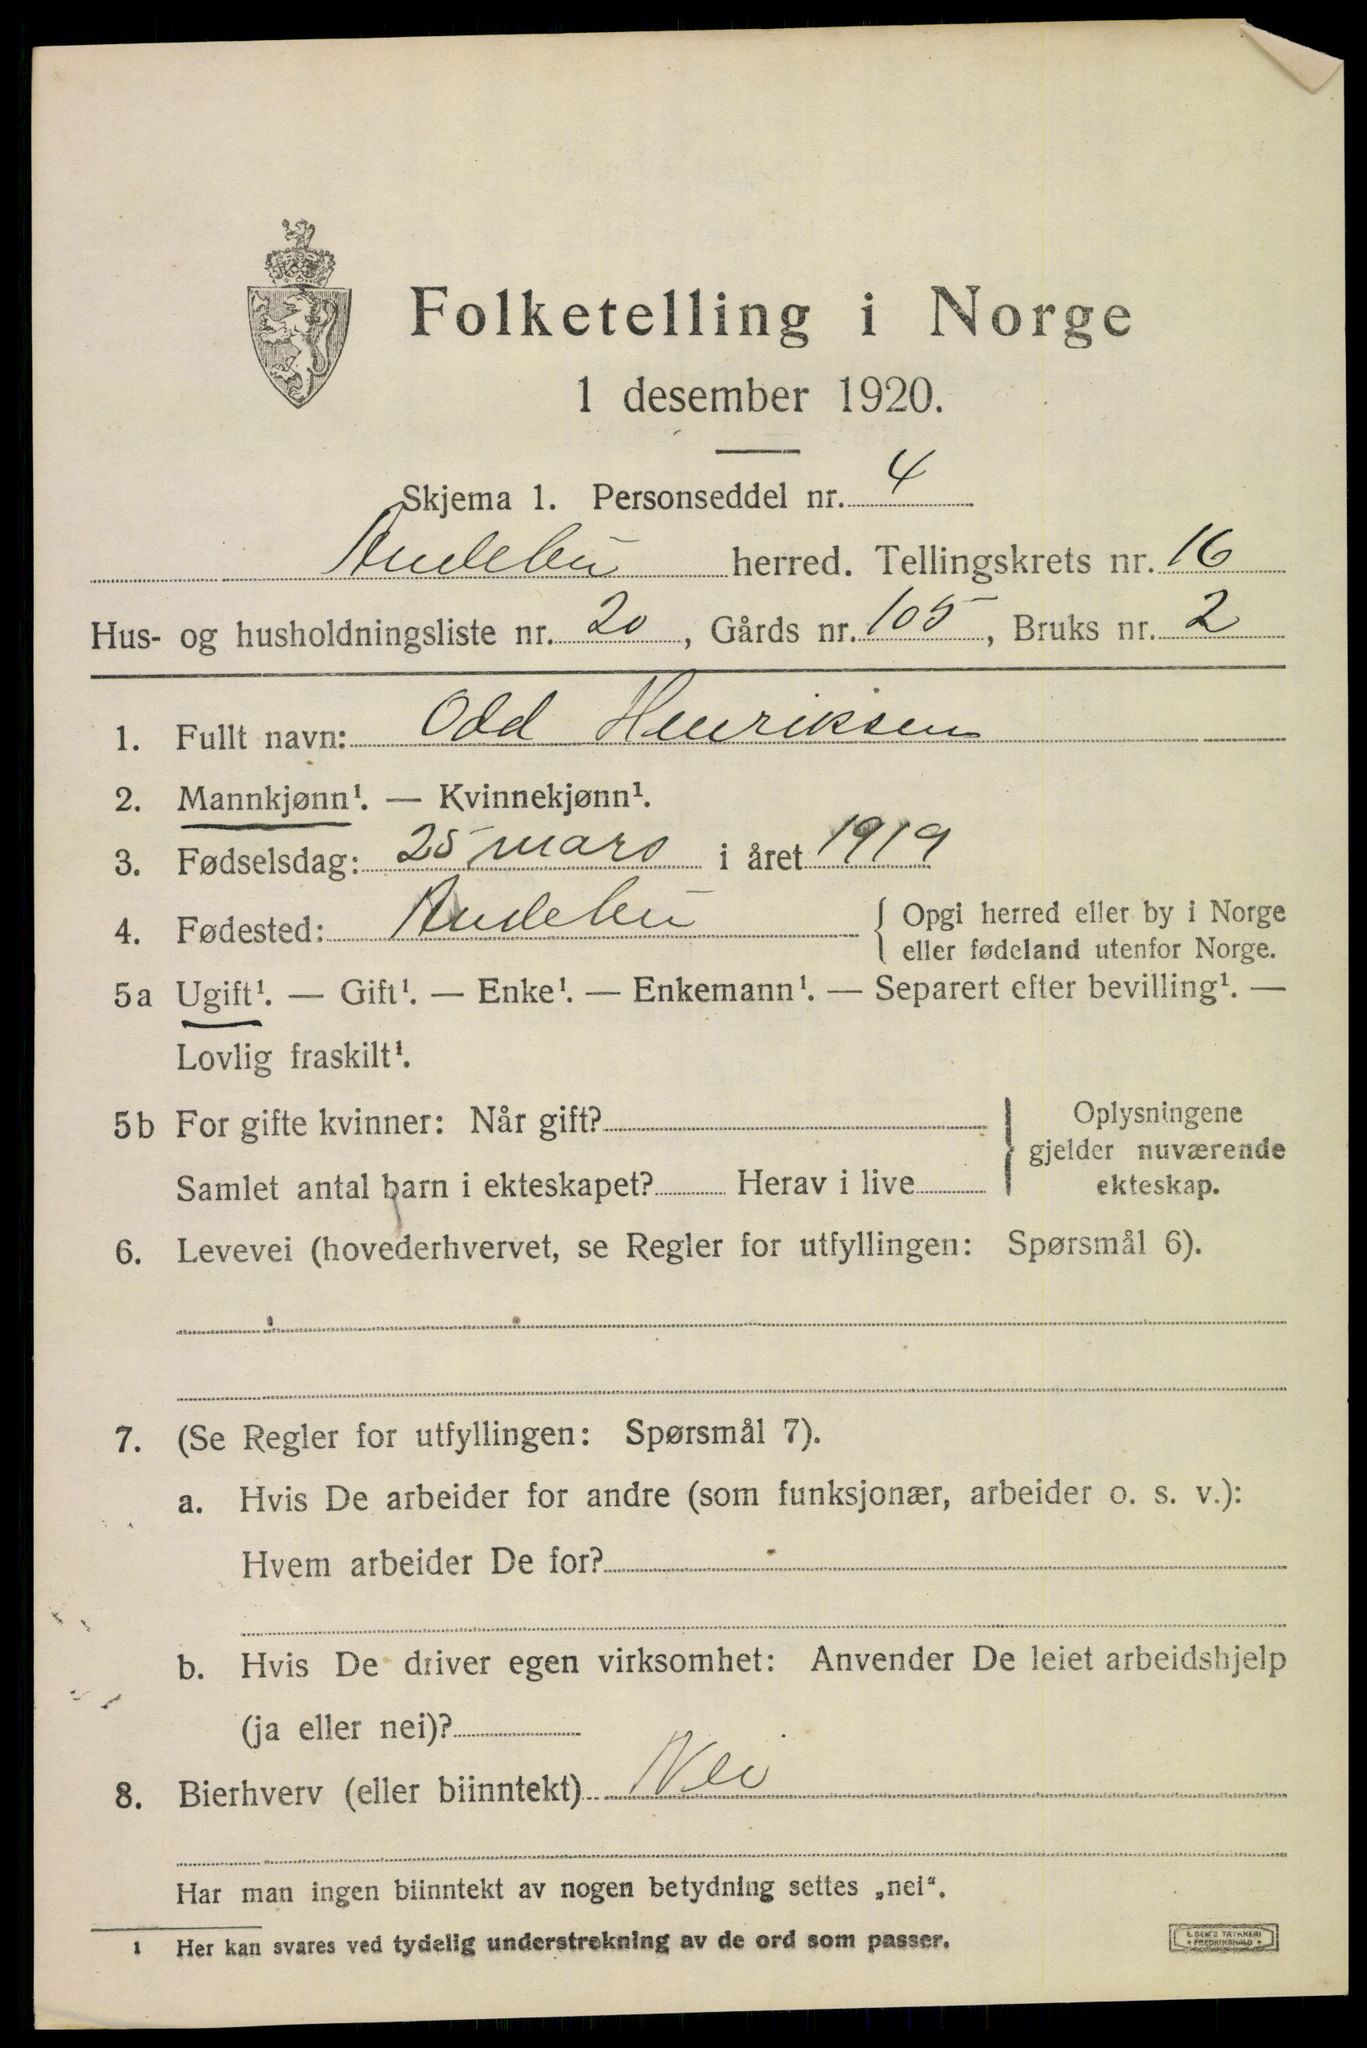 Folketelling i Norge
1 desember 1920.
Skjema 1. Personseddel nr. 4
Andebu herred. Tellingskrets nr. 16
Hus- og husholdningsliste nr. 20, Gårds nr. 105, Bruks nr. 2
1. Fullt navn: Odd Henriksen
2. Mannkjønn¹. — Kvinnekjønn¹.
3. Fødselsdag: 25 mars i året 1919
4. Fødested: Andebu { Opgi herred eller by i Norge
eller fødeland utenfor Norge.
5a Ugift¹. — Gift¹. — Enke¹. — Enkemann¹. — Separert efter bevilling¹. —
Lovlig fraskilt¹.
5b For gifte kvinner: Når gift?
Samlet antal barn i ekteskapet? Herav i live
} Oplysningene
gjelder nuværende
ekteskap.
6. Levevei (hovederhvervet, se Regler for utfyllingen: Spørsmål 6).
7. (Se Regler for utfyllingen: Spørsmål 7).
a. Hvis De arbeider for andre (som funksjonær, arbeider o. s. v.):
Hvem arbeider De for?
b. Hvis De driver egen virksomhet: Anvender De leiet arbeidshjelp
(ja eller nei)?
8. Bierhverv (eller biinntekt) Nei
Har man ingen biinntekt av nogen betydning settes „nei“.
1 Her kan svares ved tydelig understrekning av de ord som passer.
E. SEM'S TRYKKERI
FREDRIKSHALD